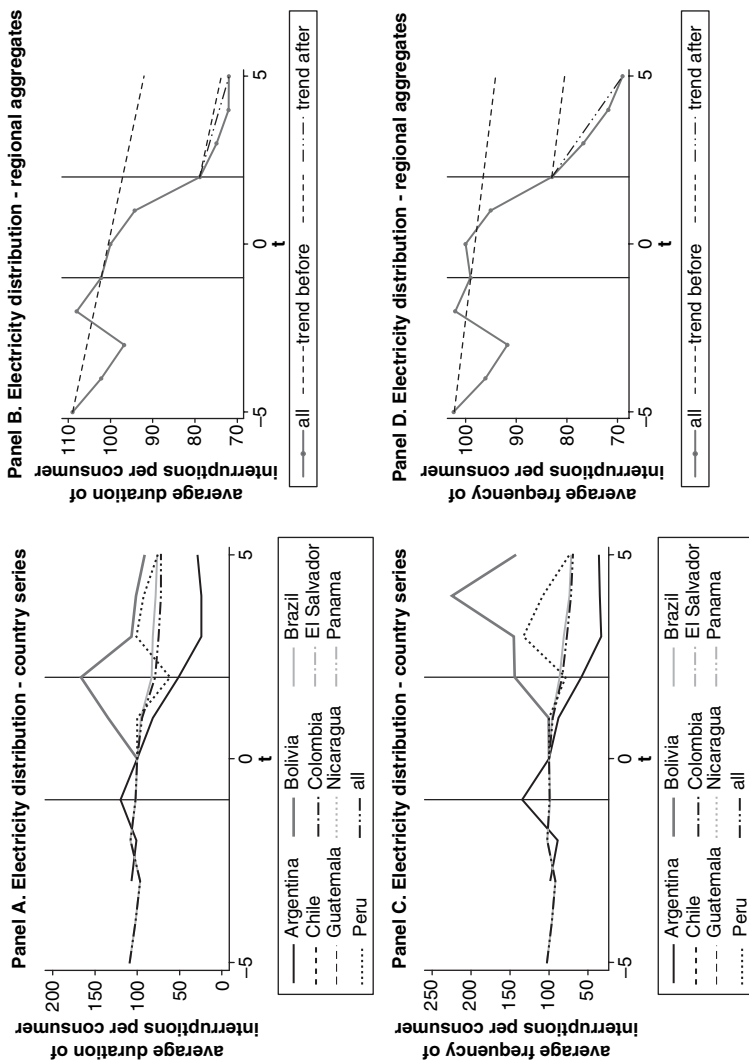 Panel A. Electricity distribution - country series
average duration of
interruptions per consumer
200
150
100
50
0
−5
0
5
t
Argentina Bolivia Brazil
Chile Colombia El Salvador
Guatemala Nicaragua Panama
Peru all
Panel B. Electricity distribution - regional aggregates
average duration of
interruptions per consumer
110
100
90
80
70
−5
0
5
t
all trend before trend after
Panel C. Electricity distribution - country series
average frequency of
interruptions per consumer
250
200
150
100
50
−5
0
5
t
Argentina Bolivia Brazil
Chile Colombia El Salvador
Guatemala Nicaragua Panama
Peru all
Panel D. Electricity distribution - regional aggregates
average frequency of
interruptions per consumer
100
90
80
70
−5
0
5
t
all trend before trend after